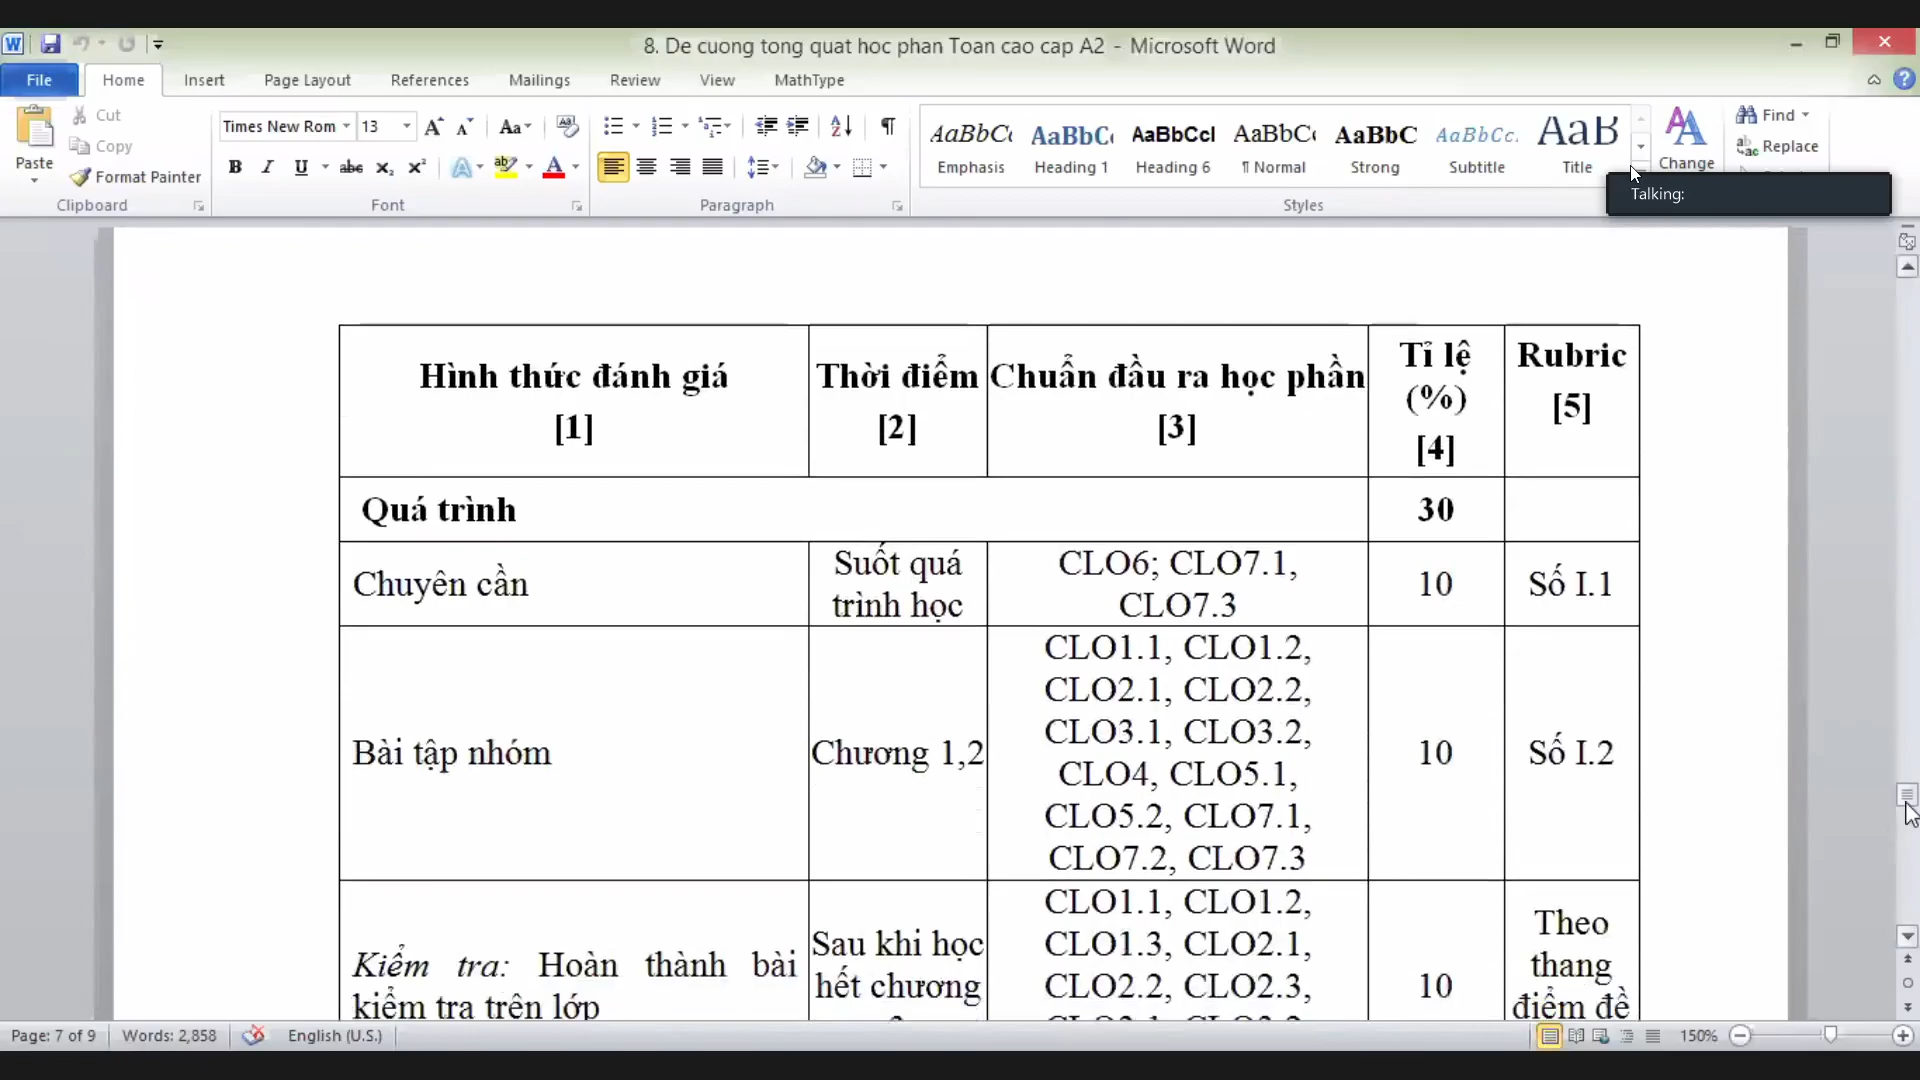 8. De cuong tong quat hoc phan Toan cao cap A2 - Microsoft Word
File Home Insert Page Layout References Mailings Review View MathType
Paste
Cut
Copy
Format Painter
Clipboard
Times New Rom 13
Font
Paragraph
Emphasis Heading 1 Heading 6 ¶ Normal Strong Subtitle Title
Styles
Change
Find
Replace
Talking:
Hình thức đánh giá
[1]
Thời điểm
[2]
Chuẩn đầu ra học phần
[3]
Tỉ lệ
(%)
[4]
Rubric
[5]
Quá trình
30
Chuyên cần
Suốt quá
trình học
CLO6; CLO7.1,
CLO7.3
10
Số I.1
Bài tập nhóm
Chương 1,2
CLO1.1, CLO1.2,
CLO2.1, CLO2.2,
CLO3.1, CLO3.2,
CLO4, CLO5.1,
CLO5.2, CLO7.1,
CLO7.2, CLO7.3
10
Số I.2
Kiểm tra: Hoàn thành bài
kiểm tra trên lớp
Sau khi học
hết chương
CLO1.1, CLO1.2,
CLO1.3, CLO2.1,
CLO2.2, CLO2.3,
10
Theo
thang
điểm đề
Page: 7 of 9 Words: 2,858 English (U.S.) 150%